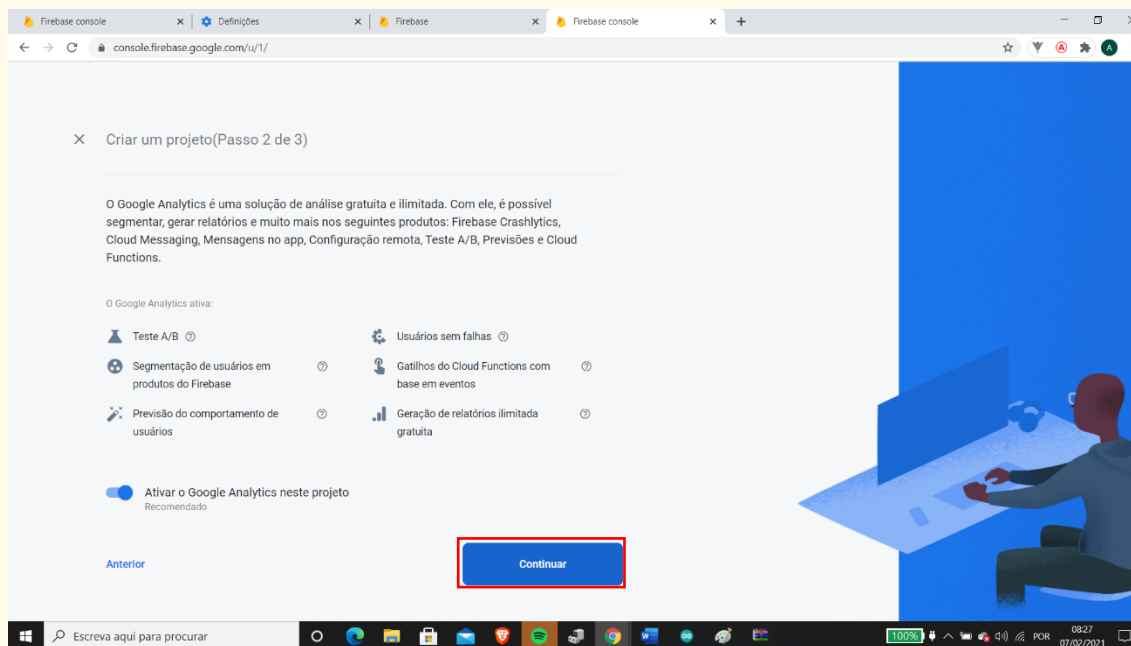 Firebase console
Definições
Firebase
Firebase console
console.firebase.google.com/u/1/
A
A
Criar um projeto(Passo 2 de 3)
O Google Analytics é uma solução de análise gratuita e ilimitada. Com ele, é possível
segmentar, gerar relatórios e muito mais nos seguintes produtos: Firebase Crashlytics,
Cloud Messaging, Mensagens no app, Configuração remota, Teste A/B, Previsões e Cloud
Functions.
O Google Analytics ativa:
Teste A/B
Usuários sem falhas
Segmentação de usuários em
produtos do Firebase
Gatilhos do Cloud Functions com
base em eventos
Previsão do comportamento de
usuários
Geração de relatórios ilimitada
gratuita
Ativar o Google Analytics neste projeto
Recomendado
Anterior
Continuar
Escreva aqui para procurar
100%
POR
08:27
07/02/2021